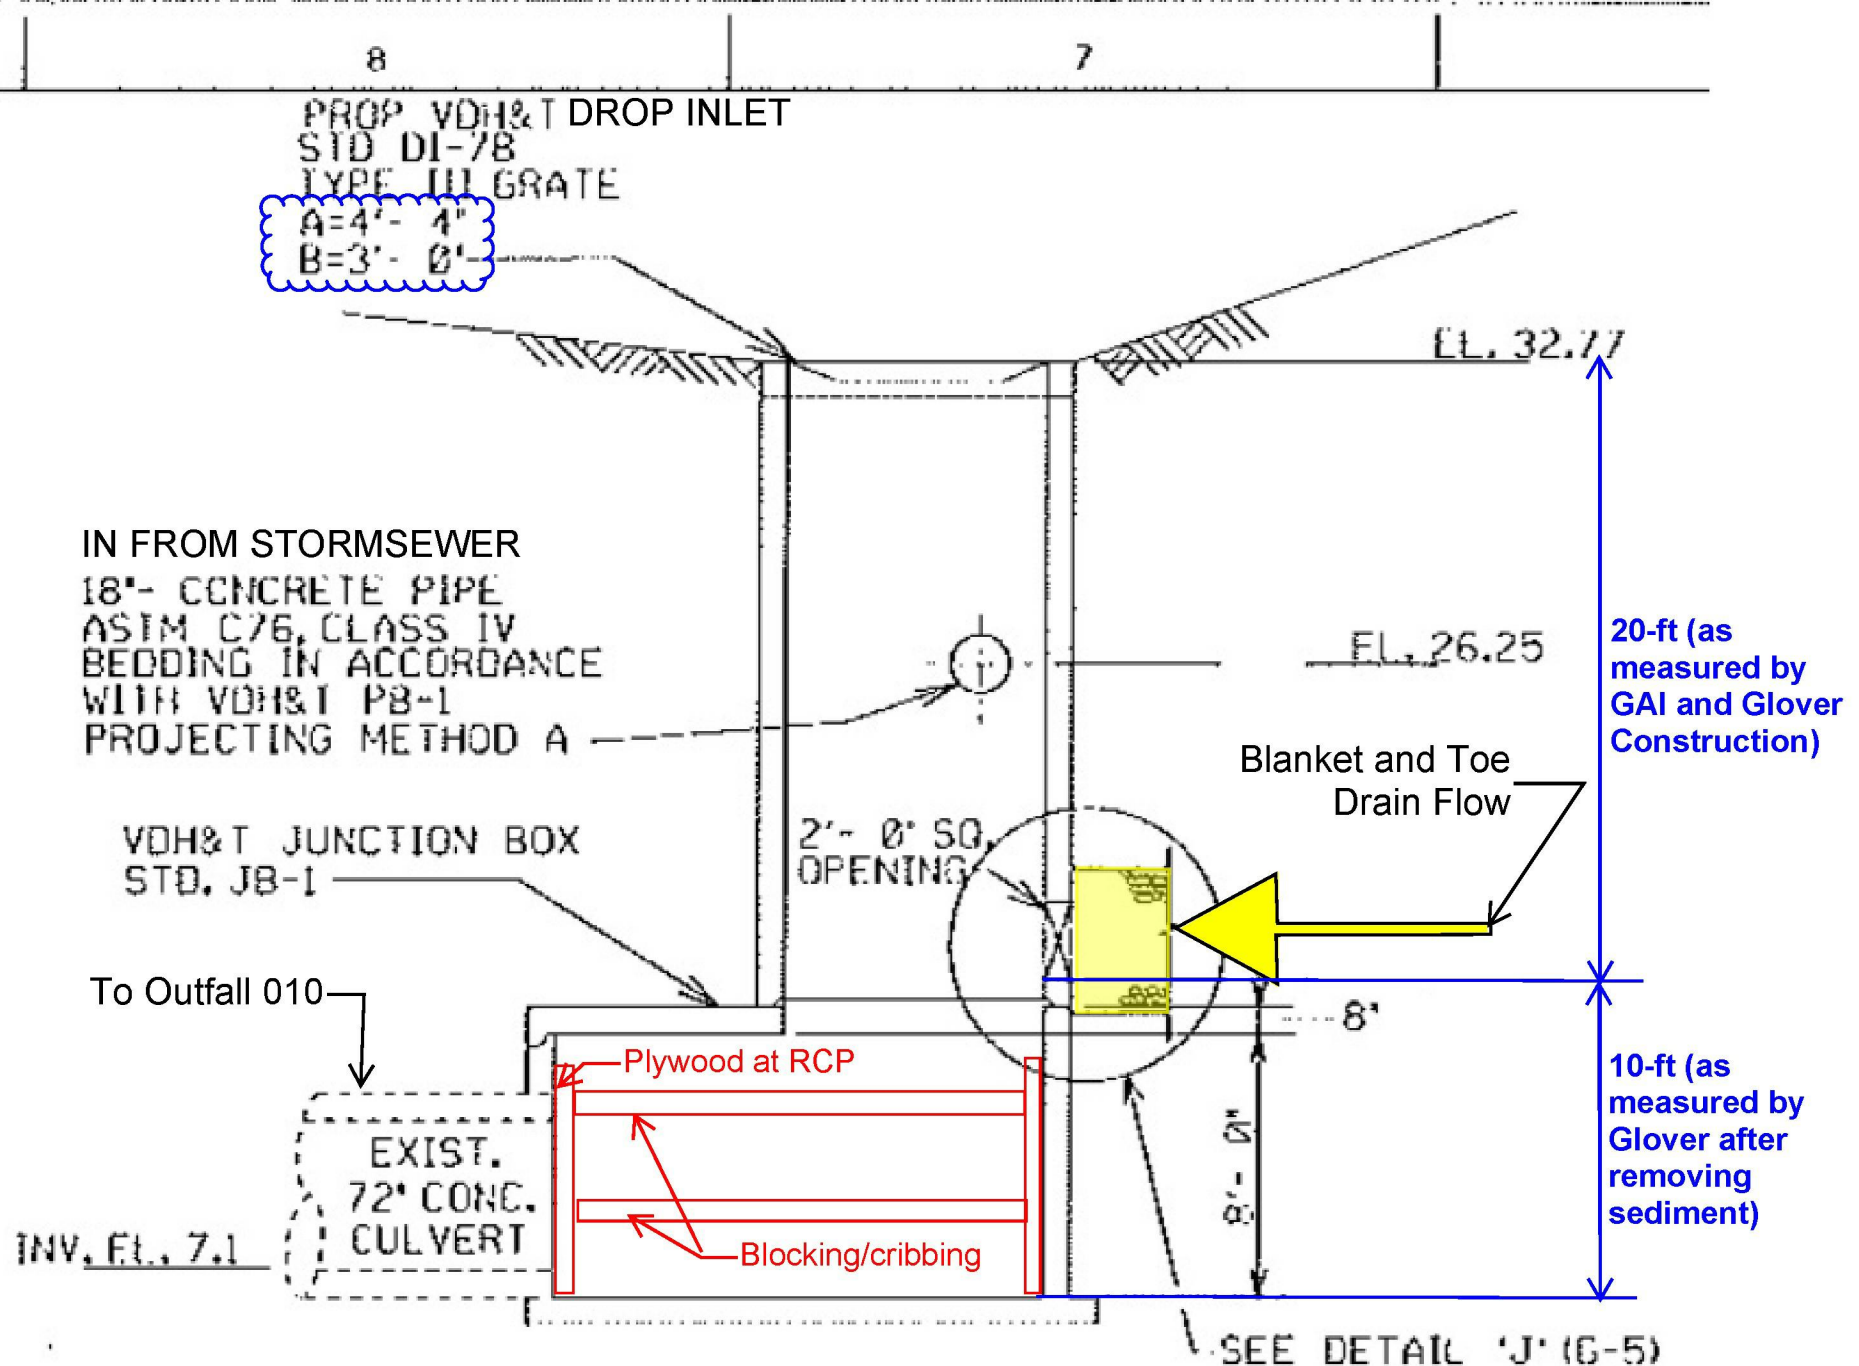 8
7
PROP VDH&T DROP INLET
STD DI-7B
TYPE III GRATE
A=4'- 4"
B=3'- 0"
EL. 32.77
IN FROM STORMSEWER
18"- CONCRETE PIPE
ASTM C76, CLASS IV
BEDDING IN ACCORDANCE
WITH VDH&T PB-1
PROJECTING METHOD A
EL. 26.25
20-ft (as
measured by
GAI and Glover
Construction)
Blanket and Toe
Drain Flow
VDH&T JUNCTION BOX
STD. JB-1
2'- 0" SQ.
OPENING
To Outfall 010
8"
Plywood at RCP
10-ft (as
measured by
Glover after
removing
sediment)
8'- 0"
EXIST.
72" CONC.
CULVERT
INV. EL. 7.1
Blocking/cribbing
SEE DETAIL 'J' (G-5)